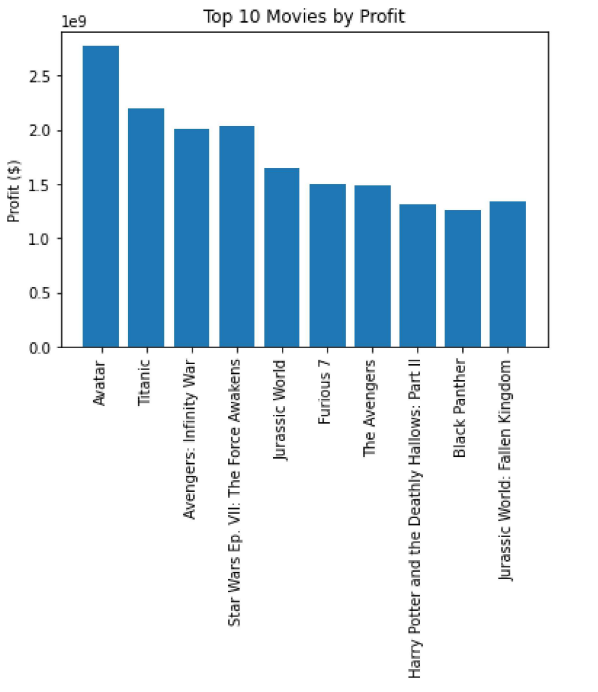 Top 10 Movies by Profit
1e9
2.5
2.0
1.5
1.0
0.5
0.0
Profit ($)
Avatar
Titanic
Avengers: Infinity War
Star Wars Ep. VII: The Force Awakens
Jurassic World
Furious 7
The Avengers
Harry Potter and the Deathly Hallows: Part II
Black Panther
Jurassic World: Fallen Kingdom